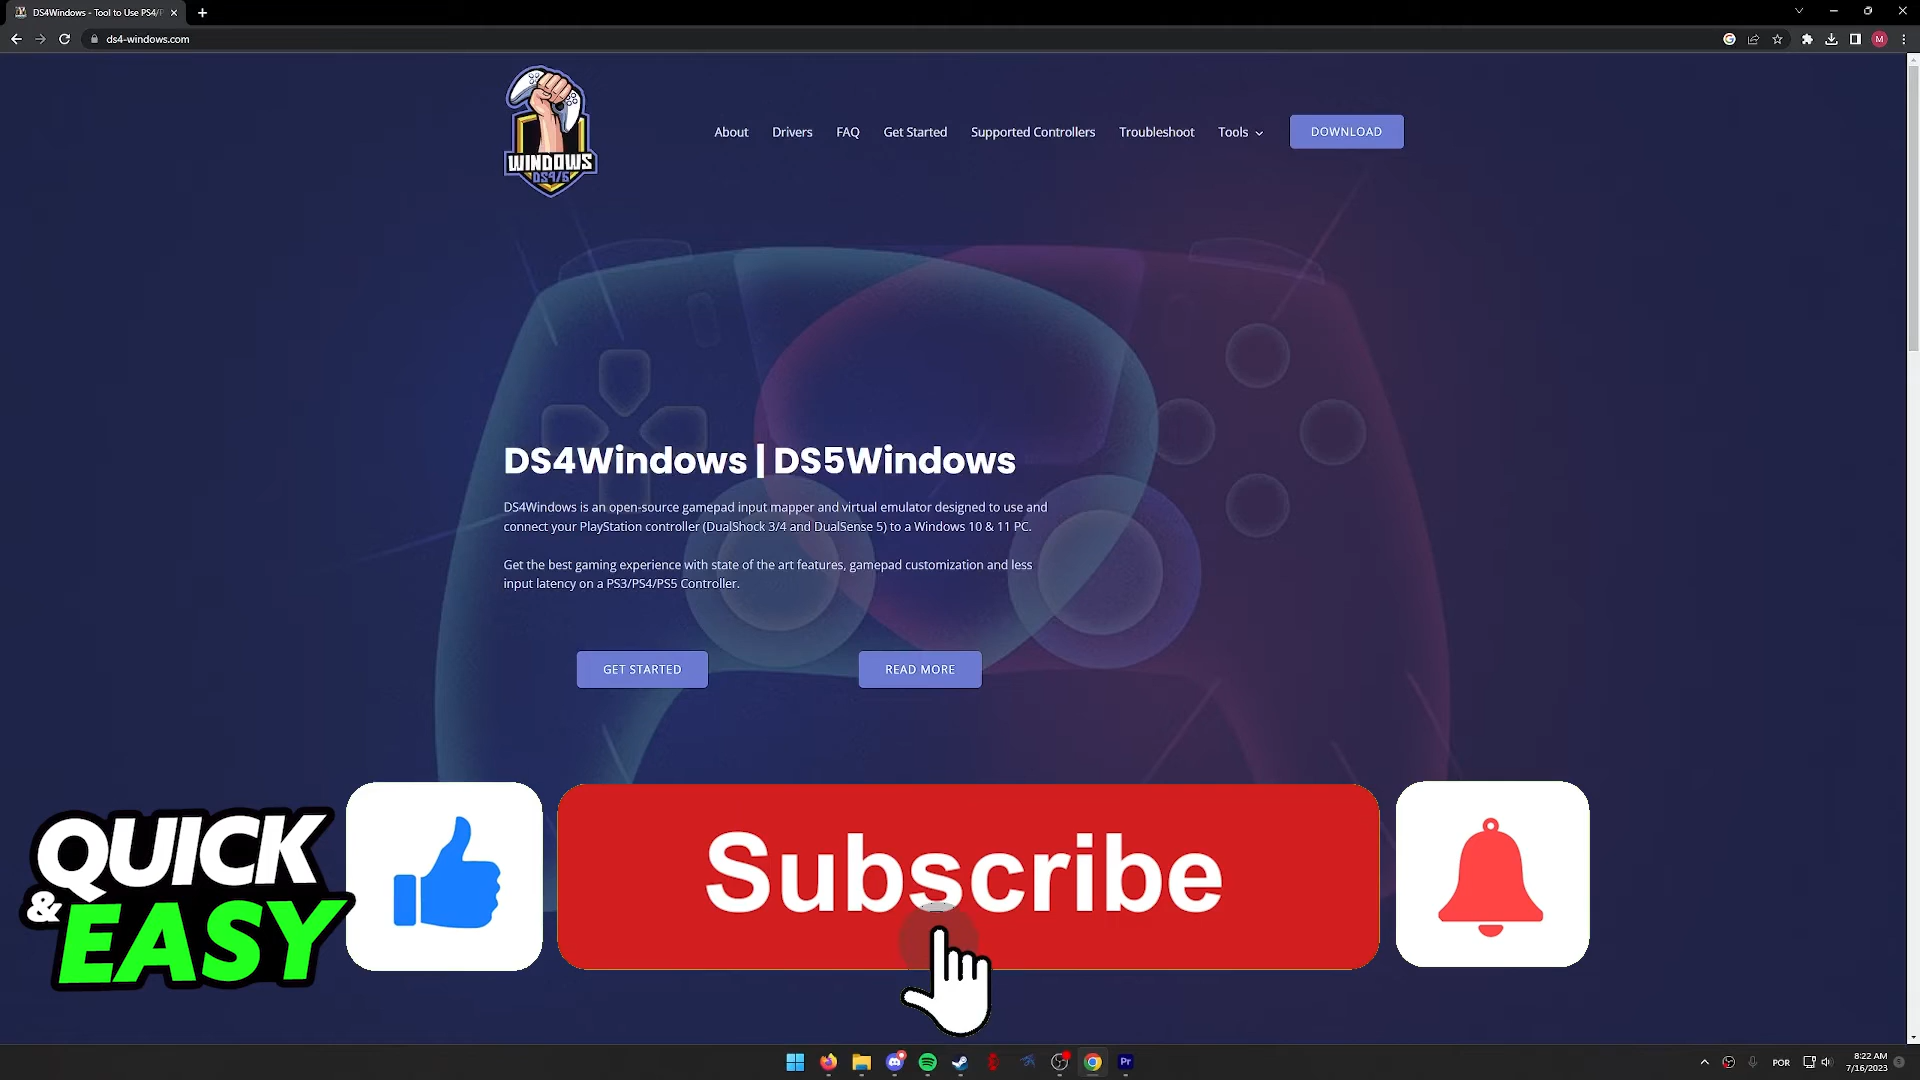 DS4Windows - Tool to Use PS4/P
ds4-windows.com
M
WINDOWS
DS4/5
About
Drivers
FAQ
Get Started
Supported Controllers
Troubleshoot
Tools
DOWNLOAD
DS4Windows | DS5Windows
DS4Windows is an open-source gamepad input mapper and virtual emulator designed to use and
connect your PlayStation controller (DualShock 3/4 and DualSense 5) to a Windows 10 & 11 PC.
Get the best gaming experience with state of the art features, gamepad customization and less
input latency on a PS3/PS4/PS5 Controller.
GET STARTED
READ MORE
QUICK
& EASY
Subscribe
Pr
POR
8:22 AM
7/16/2023